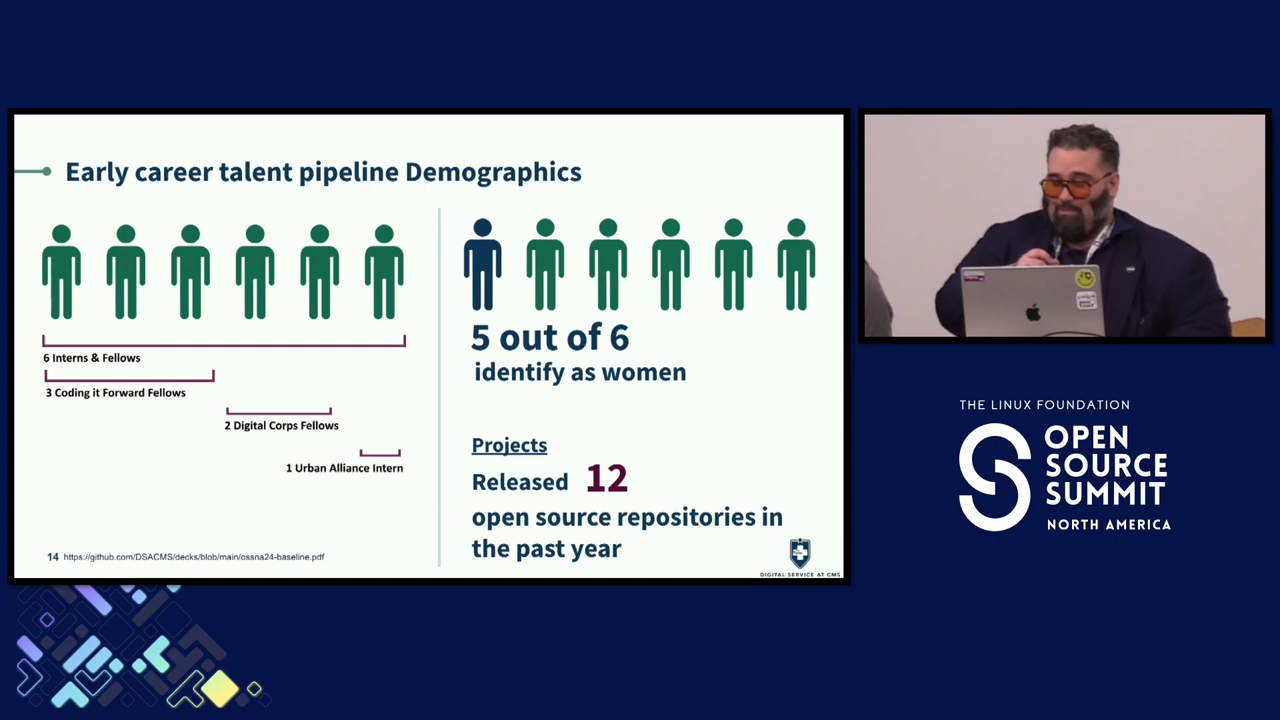 Early career talent pipeline Demographics
6 Interns & Fellows
3 Coding it Forward Fellows
2 Digital Corps Fellows
1 Urban Alliance Intern
14 https://github.com/DSACMS/decks/blob/main/ossna24-baseline.pdf
5 out of 6
identify as women
Projects
Released 12
open source repositories in
the past year
DIGITAL SERVICE AT CMS
THE LINUX FOUNDATION
OPEN
SOURCE
SUMMIT
NORTH AMERICA